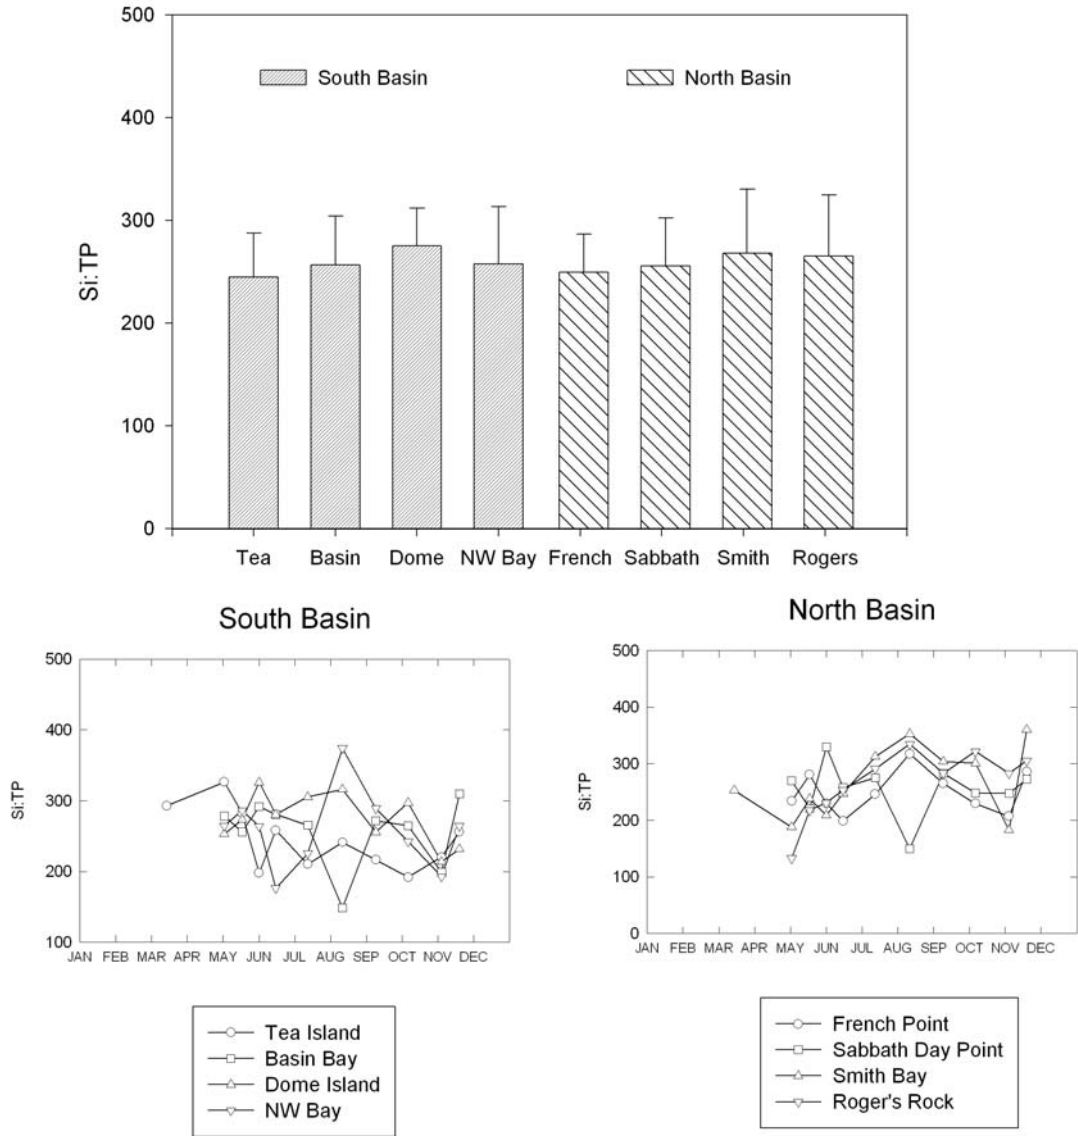 500
400
300
200
100
0
Si:TP
South Basin North Basin
Tea Basin Dome NW Bay French Sabbath Smith Rogers
South Basin
500
400
300
200
100
Si:TP
JAN FEB MAR APR MAY JUN JUL AUG SEP OCT NOV DEC
Tea Island
Basin Bay
Dome Island
NW Bay
North Basin
500
400
300
200
100
0
Si:TP
JAN FEB MAR APR MAY JUN JUL AUG SEP OCT NOV DEC
French Point
Sabbath Day Point
Smith Bay
Roger's Rock